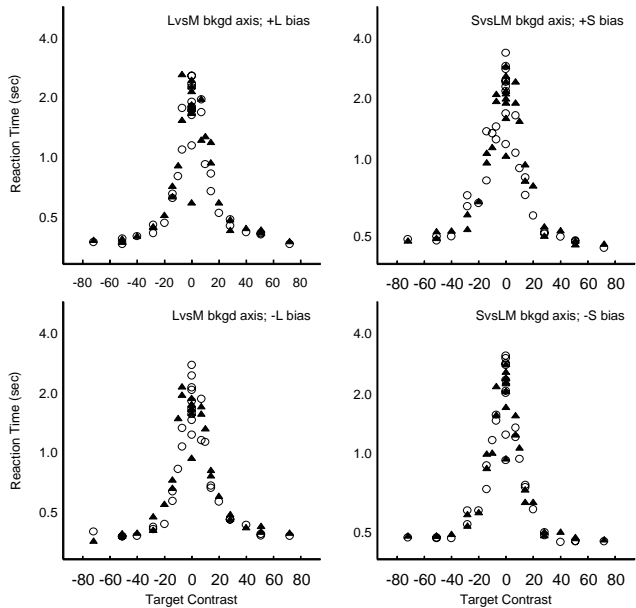 LvsM bkgd axis; +L bias
SvsLM bkgd axis; +S bias
Reaction Time (sec)
4.0
2.0
1.0
0.5
4.0
2.0
1.0
0.5
-80 -60 -40 -20 0 20 40 60 80
-80 -60 -40 -20 0 20 40 60 80
LvsM bkgd axis; -L bias
SvsLM bkgd axis; -S bias
Reaction Time (sec)
4.0
2.0
1.0
0.5
4.0
2.0
1.0
0.5
-80 -60 -40 -20 0 20 40 60 80
-80 -60 -40 -20 0 20 40 60 80
Target Contrast
Target Contrast